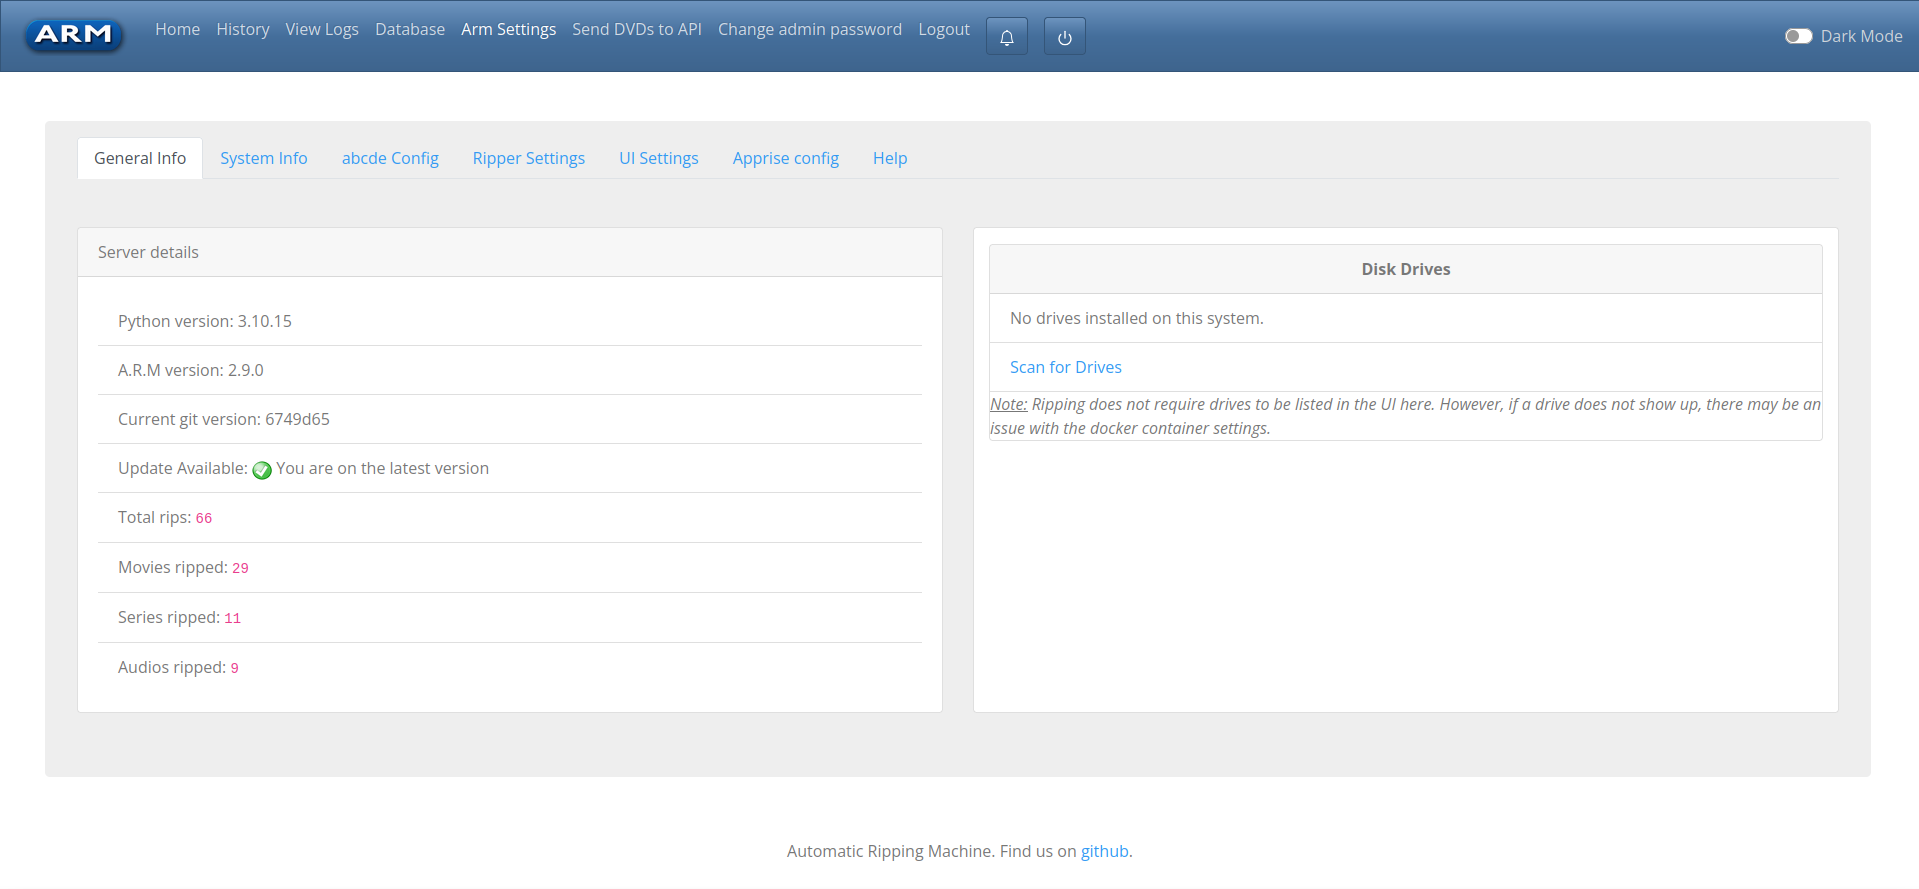 ARM
Home History View Logs Database Arm Settings Send DVDs to API Change admin password Logout Dark Mode
General Info System Info abcde Config Ripper Settings UI Settings Apprise config Help
Server details
Python version: 3.10.15
A.R.M version: 2.9.0
Current git version: 6749d65
Update Available: You are on the latest version
Total rips: 66
Movies ripped: 29
Series ripped: 11
Audios ripped: 9
Disk Drives
No drives installed on this system.
Scan for Drives
Note: Ripping does not require drives to be listed in the UI here. However, if a drive does not show up, there may be an
issue with the docker container settings.
Automatic Ripping Machine. Find us on github.